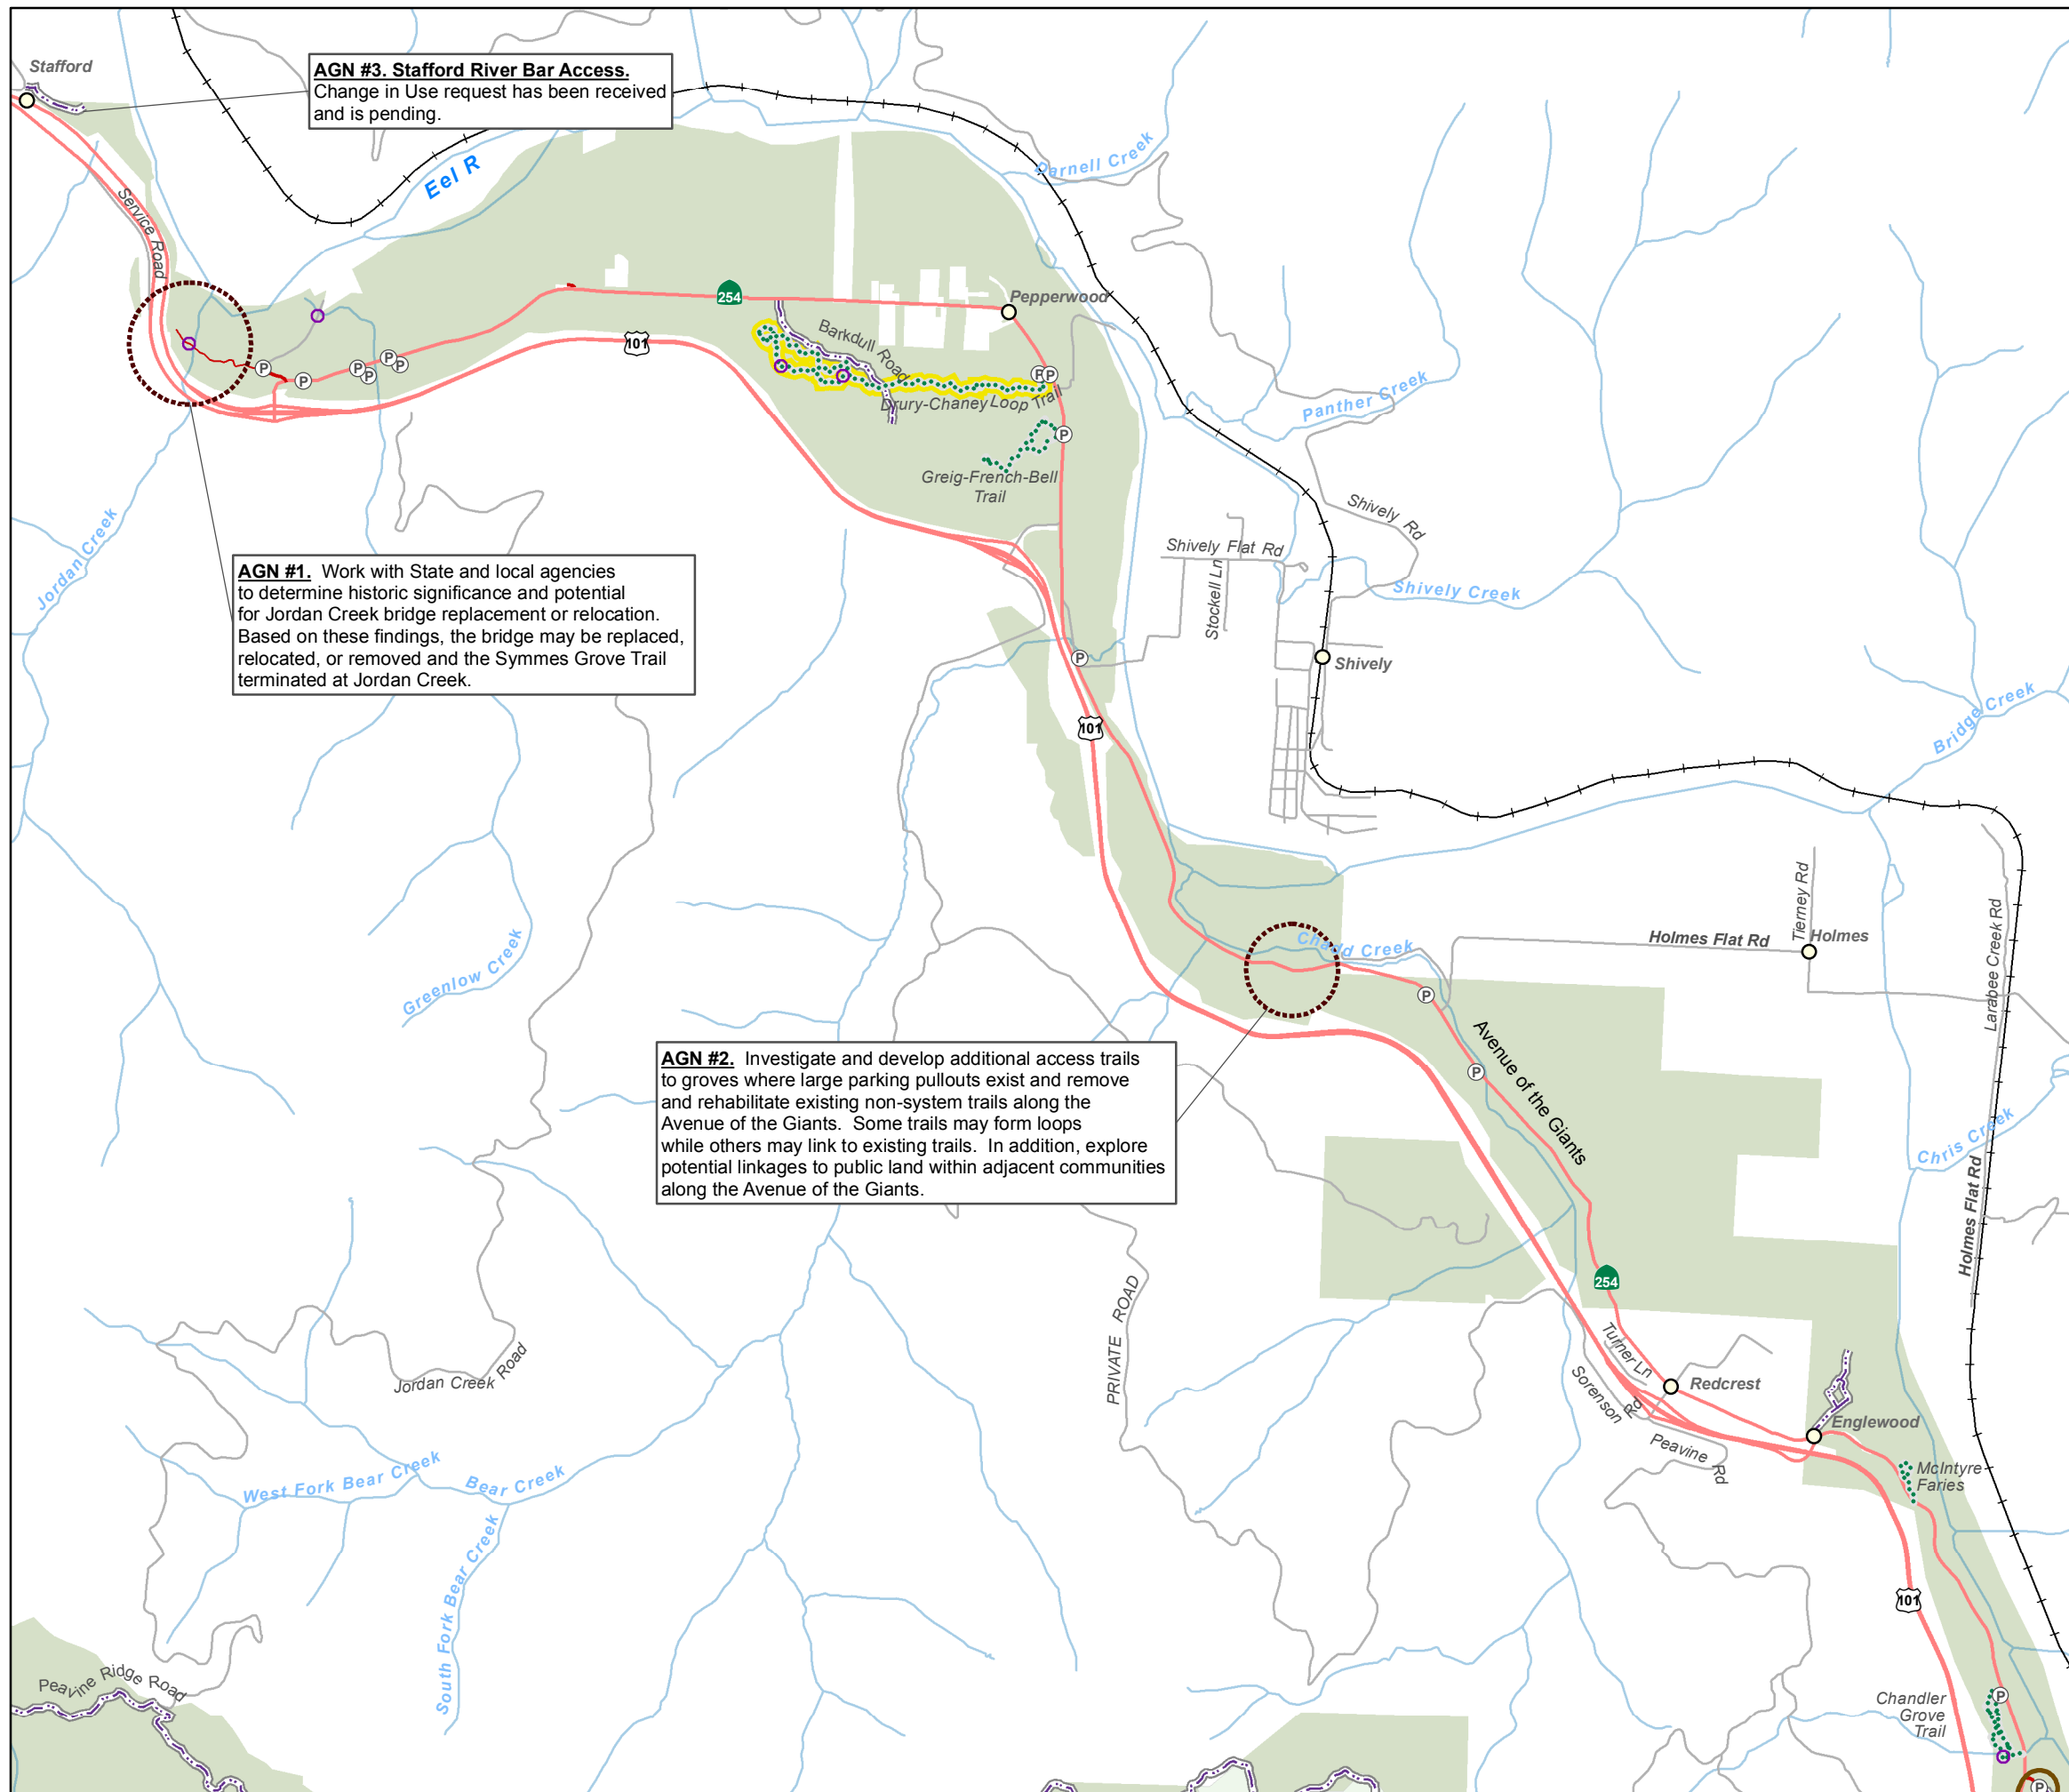 Stafford
AGN #3. Stafford River Bar Access.
Change in Use request has been received
and is pending.
Eel R
Darnell Creek
Service Road
254
Pepperwood
101
Barkdull Road
P
P
P
P
P
P
P
P
Drury-Chaney Loop Trail
Panther Creek
P
Greig-French-Bell
Trail
Shively Rd
Jordan Creek
Shively Flat Rd
Stockell Ln
Shively Creek
AGN #1. Work with State and local agencies
to determine historic significance and potential
for Jordan Creek bridge replacement or relocation.
Based on these findings, the bridge may be replaced,
relocated, or removed and the Symmes Grove Trail
terminated at Jordan Creek.
P
Shively
101
Bridge Creek
Tierney Rd
Larabee Creek Rd
Chadd Creek
Holmes Flat Rd
Holmes
Greenlow Creek
P
Avenue of the Giants
P
AGN #2. Investigate and develop additional access trails
to groves where large parking pullouts exist and remove
and rehabilitate existing non-system trails along the
Avenue of the Giants. Some trails may form loops
while others may link to existing trails. In addition, explore
potential linkages to public land within adjacent communities
along the Avenue of the Giants.
Chris Creek
Holmes Flat Rd
254
PRIVATE ROAD
Jordan Creek Road
Turner Ln
Sorenson Rd
Redcrest
Englewood
Peavine Rd
McIntyre
Faries
West Fork Bear Creek
Bear Creek
South Fork Bear Creek
101
Peavine Ridge Road
P
Chandler
Grove
Trail
P